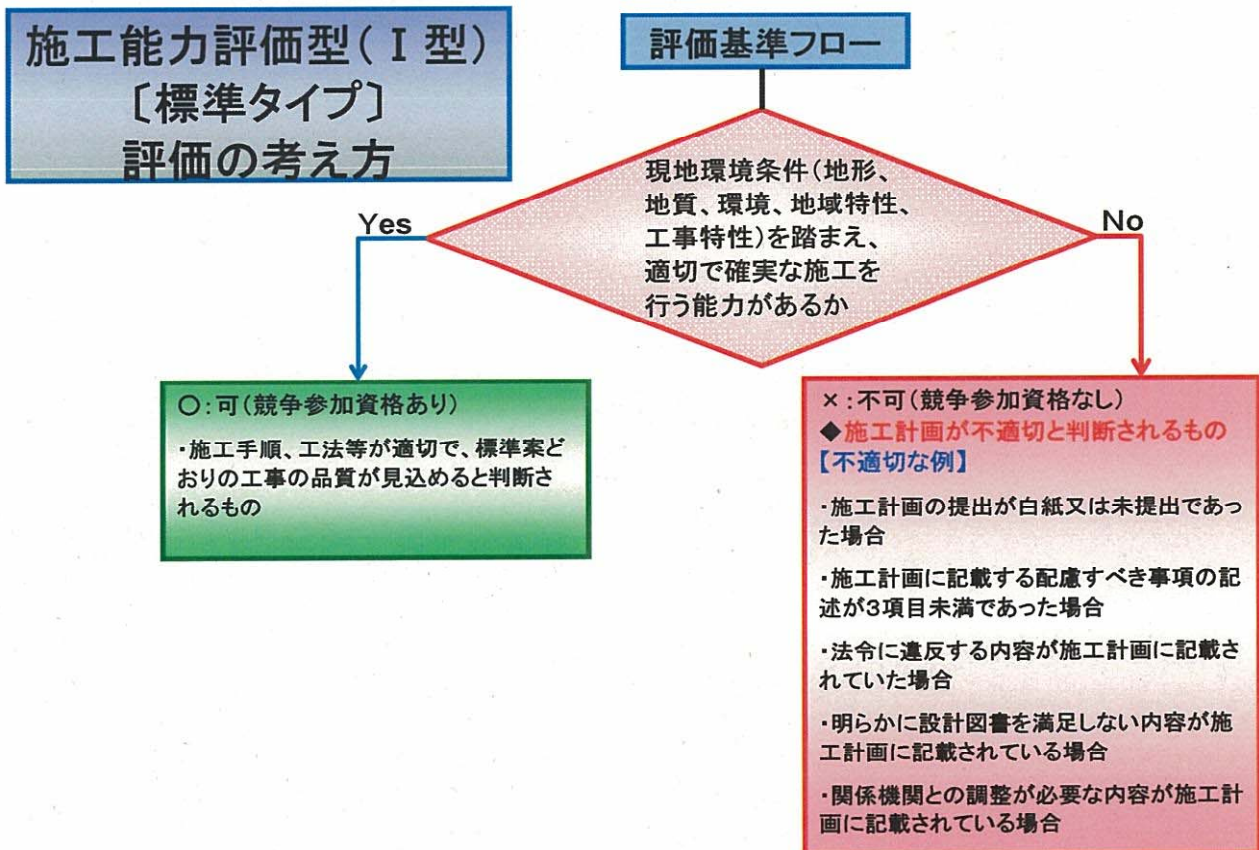 施工能力評価型(Ⅰ型)
〔標準タイプ〕
評価の考え方
評価基準フロー
現地環境条件(地形、
地質、環境、地域特性、
工事特性)を踏まえ、
適切で確実な施工を
行う能力があるか
Yes
No
○:可(競争参加資格あり)
・施工手順、工法等が適切で、標準案ど
おりの工事の品質が見込めると判断さ
れるもの
×:不可(競争参加資格なし)
◆施工計画が不適切と判断されるもの
【不適切な例】
・施工計画の提出が白紙又は未提出であっ
た場合
・施工計画に記載する配慮すべき事項の記
述が3項目未満であった場合
・法令に違反する内容が施工計画に記載さ
れていた場合
・明らかに設計図書を満足しない内容が施
工計画に記載されている場合
・関係機関との調整が必要な内容が施工計
画に記載されている場合